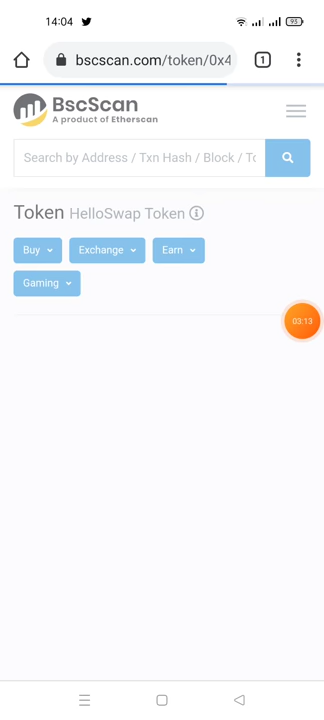 14:04
93
bscscan.com/token/0x4
1
BscScan
A product of Etherscan
Search by Address / Txn Hash / Block / To
Token HelloSwap Token
Buy Exchange Earn
Gaming
03:13